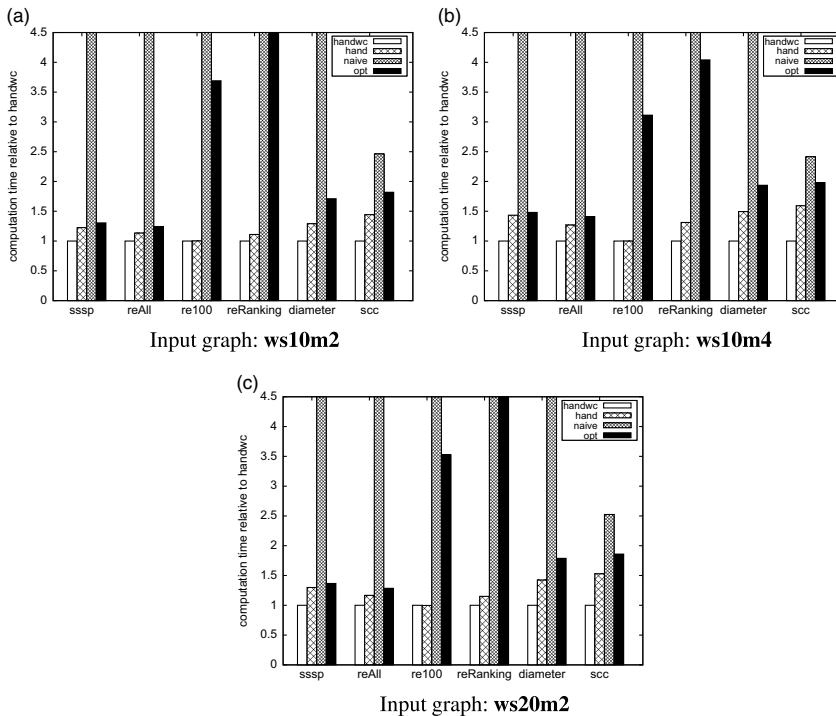 (a)
computation time relative to handwc
4.5
4
3.5
3
2.5
2
1.5
1
0.5
0
handwc
hand
naive
opt
sssp reAll re100 reRanking diameter scc
Input graph: ws10m2
(b)
computation time relative to handwc
4.5
4
3.5
3
2.5
2
1.5
1
0.5
0
handwc
hand
naive
opt
sssp reAll re100 reRanking diameter scc
Input graph: ws10m4
(c)
computation time relative to handwc
4.5
4
3.5
3
2.5
2
1.5
1
0.5
0
handwc
hand
naive
opt
sssp reAll re100 reRanking diameter scc
Input graph: ws20m2